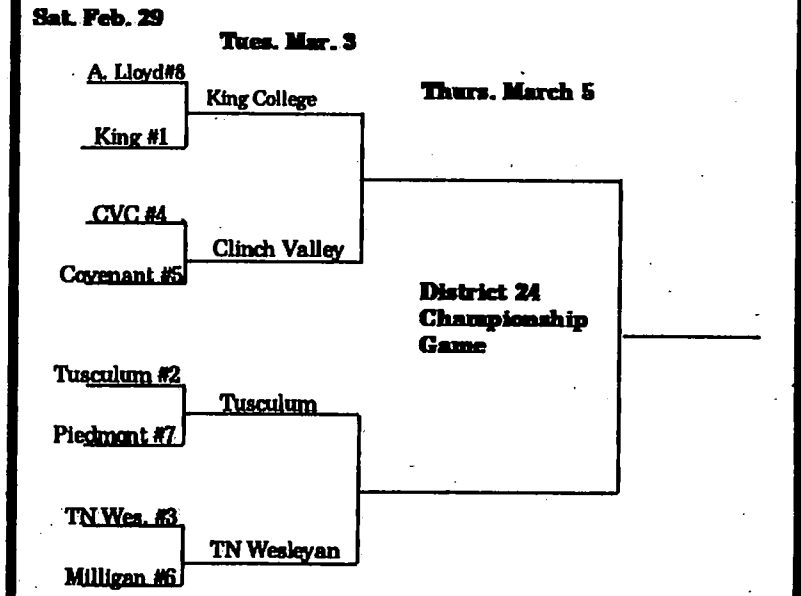 Sat. Feb. 29
Tues. Mar. 3
Thurs. March 5
A. Lloyd#8
King College
King #1
CVC #4
Clinch Valley
Covenant #5
District 24
Championship
Game
Tusculum #2
Tusculum
Piedmont #7
TN Wes. #3
TN Wesleyan
Milligan #6